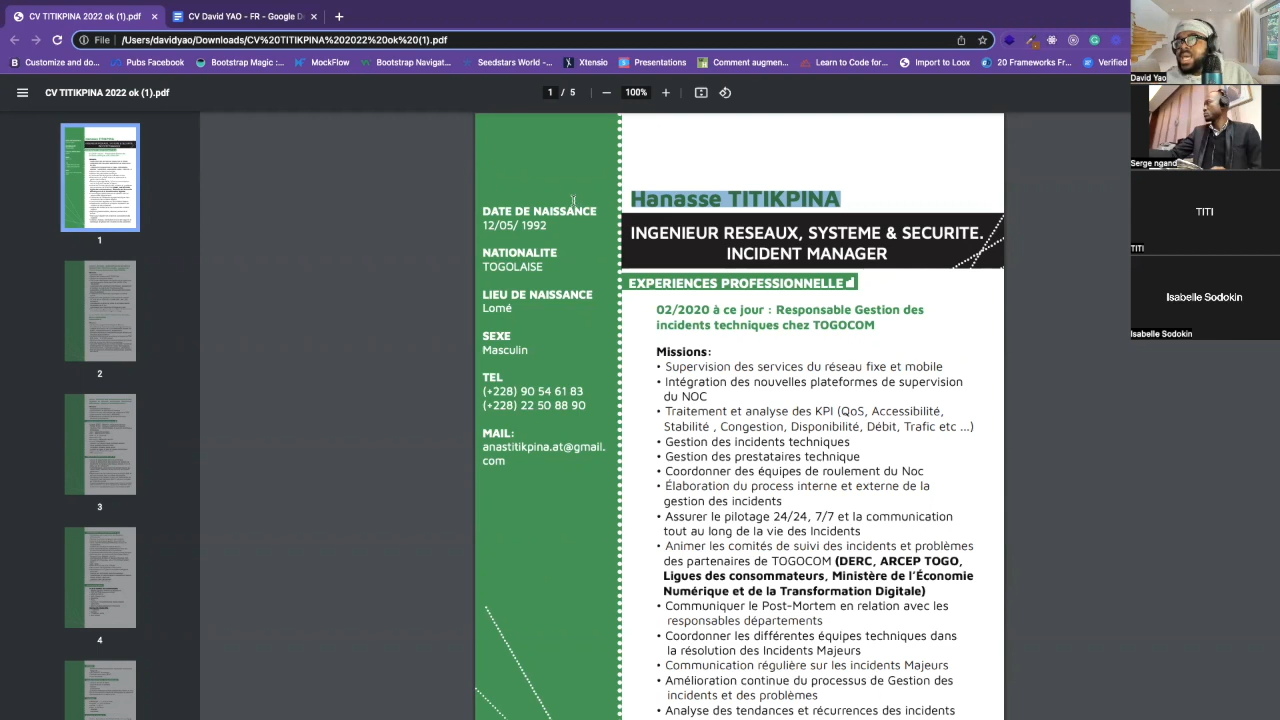 CV TITIKPINA 2022 ok (1).pdf
CV David YAO - FR - Google D
File
/Users/davidyao/Downloads/CV%20TITIKPINA%202022%20ok%20(1).pdf
Customize and do...
Pubs Facebook
Bootstrap Magic :...
MockFlow
Bootstrap Navigat...
Seedstars World -...
Xtensio
Presentations
Comment augmen...
Learn to Code for...
Import to Loox
20 Frameworks Fr...
Verified
CV TITIKPINA 2022 ok (1).pdf
1 / 5
100%
1
2
3
4
DATE DE NAISSANCE
12/05/ 1992
NATIONALITE
TOGOLAISE
LIEU DE NAISSANCE
Lomé
SEXE
Masculin
TEL
(+228) 90 54 61 83
(+228) 22 50 89 90
MAIL:
anastitikpinat@gmail.
com
Hanasse TITIKPINA
INGENIEUR RESEAUX, SYSTEME & SECURITE.
INCIDENT MANAGER
EXPERIENCES PROFESSIONNELLE
02/2020 à ce jour : Responsable Gestion des
incidents techniques chez TOGOCOM
Missions:
• Supervision des services du réseau fixe et mobile
• Intégration des nouvelles plateformes de supervision
du NOC
• Traitement et analyse des KPI (QoS, Accessibilité,
Stabilité , Congestion, Disponibilité, Débit, Trafic etc ...)
• Gestion des incidents techniques
• Gestion des prestataires technique
• Coordonner des équipes de roulement du Noc
• Élaboration du process interne et externe de la
gestion des incidents
• Assurer le pilotage 24/24, 7/7 et la communication
tout au long de la vie des Incidents
• Animer les comités de suivi des incidents et problèmes
des partenaires de TOGOCOM (DERC, ARCEP TOGO,
Ligues des consommateurs, Ministère de l'Économie
Numérique et de la Transformation Digitale)
• Communiquer le Post-Mortem en relation avec les
responsables départements
• Coordonner les différentes équipes techniques dans
la résolution des Incidents Majeurs
• Communication régulière sur les incidents Majeurs
• Amélioration continue du processus de Gestion des
incidents et des problèmes
• Analyse des tendances et récurrences des incidents
David Yao
Serge ngand
TITI
TITI
Isabelle Sodokin
Isabelle Sodokin